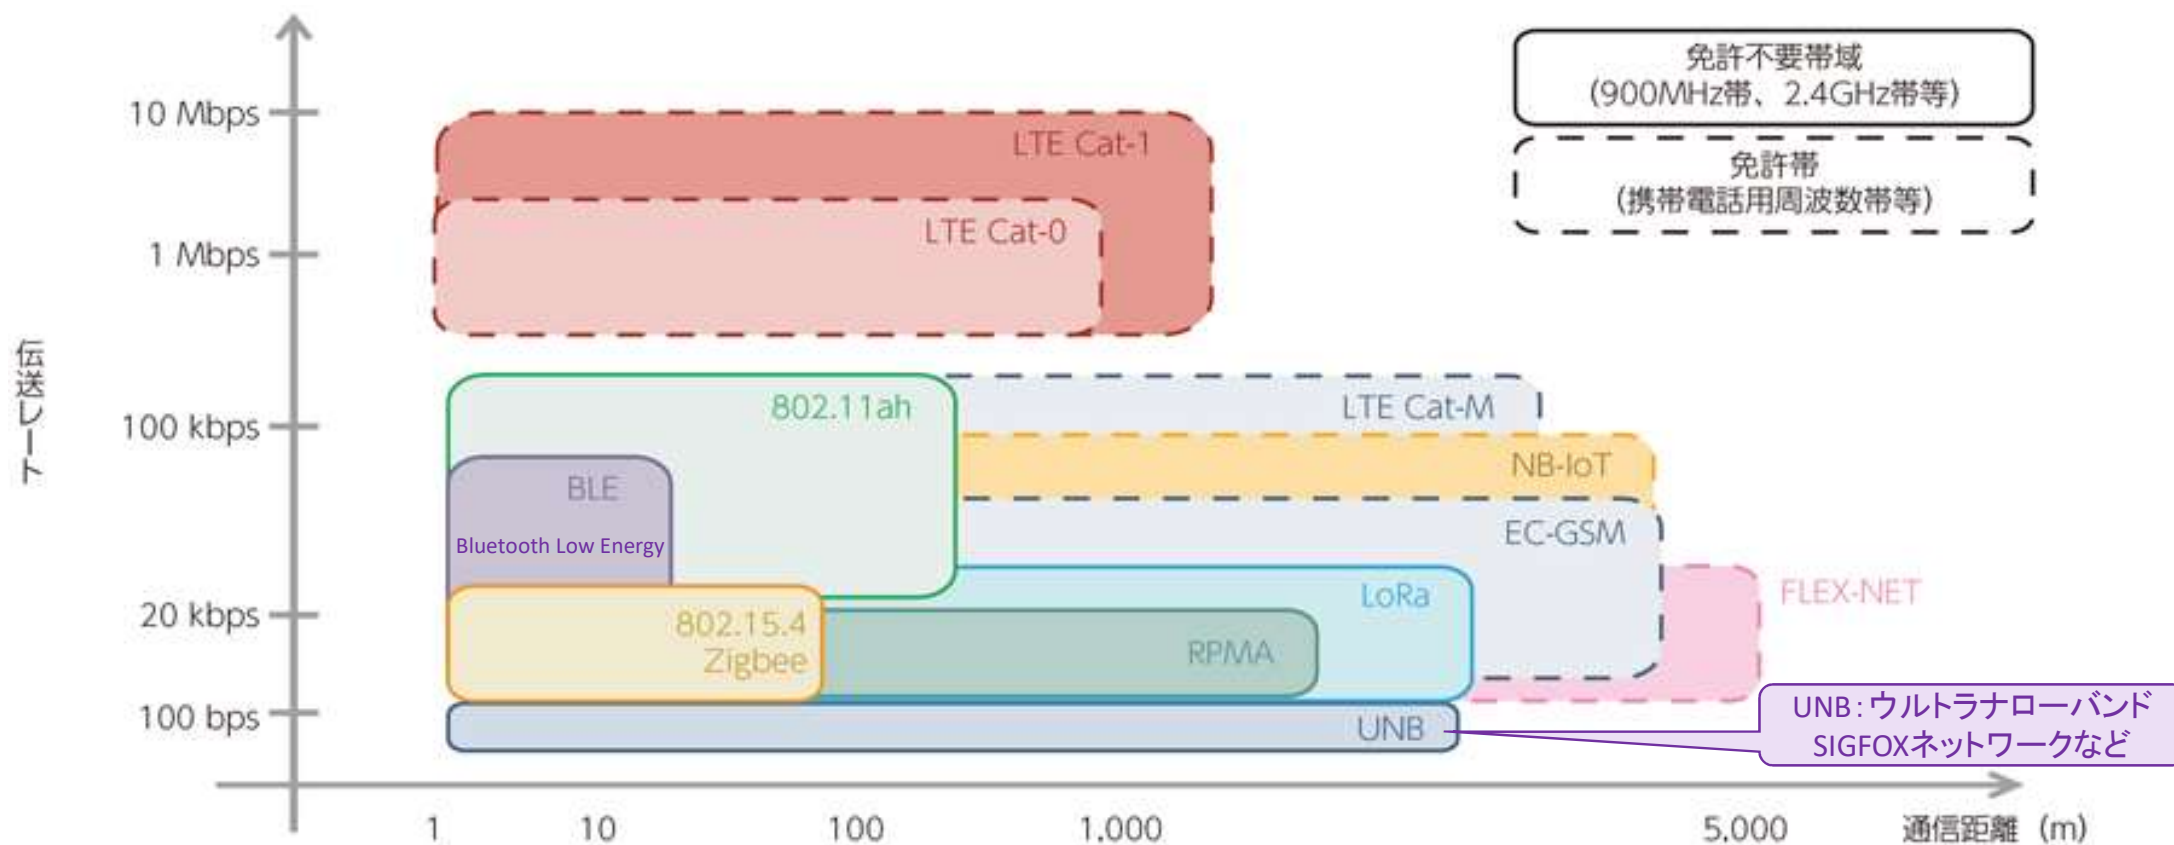 免許不要帯域
(900MHz帯、2.4GHz帯等)
免許帯
(携帯電話用周波数帯等)
伝送レート
10 Mbps
1 Mbps
100 kbps
20 kbps
100 bps
LTE Cat-1
LTE Cat-0
802.11ah
LTE Cat-M
NB-IoT
BLE
Bluetooth Low Energy
EC-GSM
LoRa
FLEX-NET
802.15.4
Zigbee
RPMA
UNB
UNB：ウルトラナローバンド
SIGFOXネットワークなど
1
10
100
1,000
5,000
通信距離 (m)